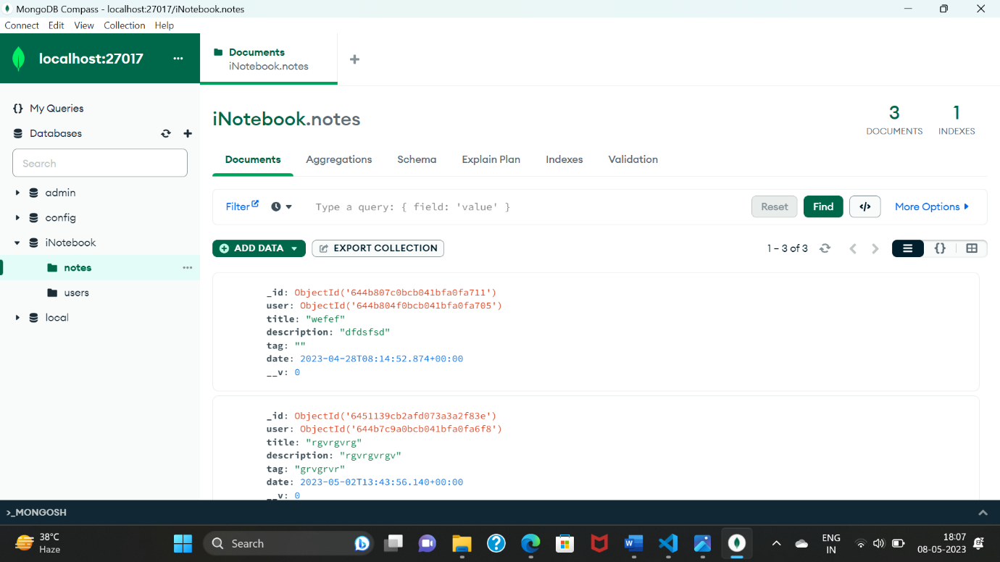 MongoDB Compass - localhost:27017/iNotebook.notes
Connect Edit View Collection Help
localhost:27017 ...
Documents
iNotebook.notes
+
{} My Queries
Databases
Search
admin
config
iNotebook
notes ...
users
local
iNotebook.notes
3
DOCUMENTS
1
INDEXES
Documents Aggregations Schema Explain Plan Indexes Validation
Filter Type a query: { field: 'value' } Reset Find </> More Options
ADD DATA EXPORT COLLECTION 1 – 3 of 3 {}
_id: ObjectId('644b807c0bcb041bfa0fa711')
user: ObjectId('644b804f0bcb041bfa0fa705')
title: "wefef"
description: "dfdsfsd"
tag: ""
date: 2023-04-28T08:14:52.874+00:00
__v: 0
_id: ObjectId('6451139cb2afd073a3a2f83e')
user: ObjectId('644b7c9a0bcb041bfa0fa6f8')
title: "rgvrgvrg"
description: "rgvrgvrgv"
tag: "grvgrvr"
date: 2023-05-02T13:43:56.140+00:00
__v: 0
>_MONGOSH
38°C
Haze
Search
ENG
IN
18:07
08-05-2023